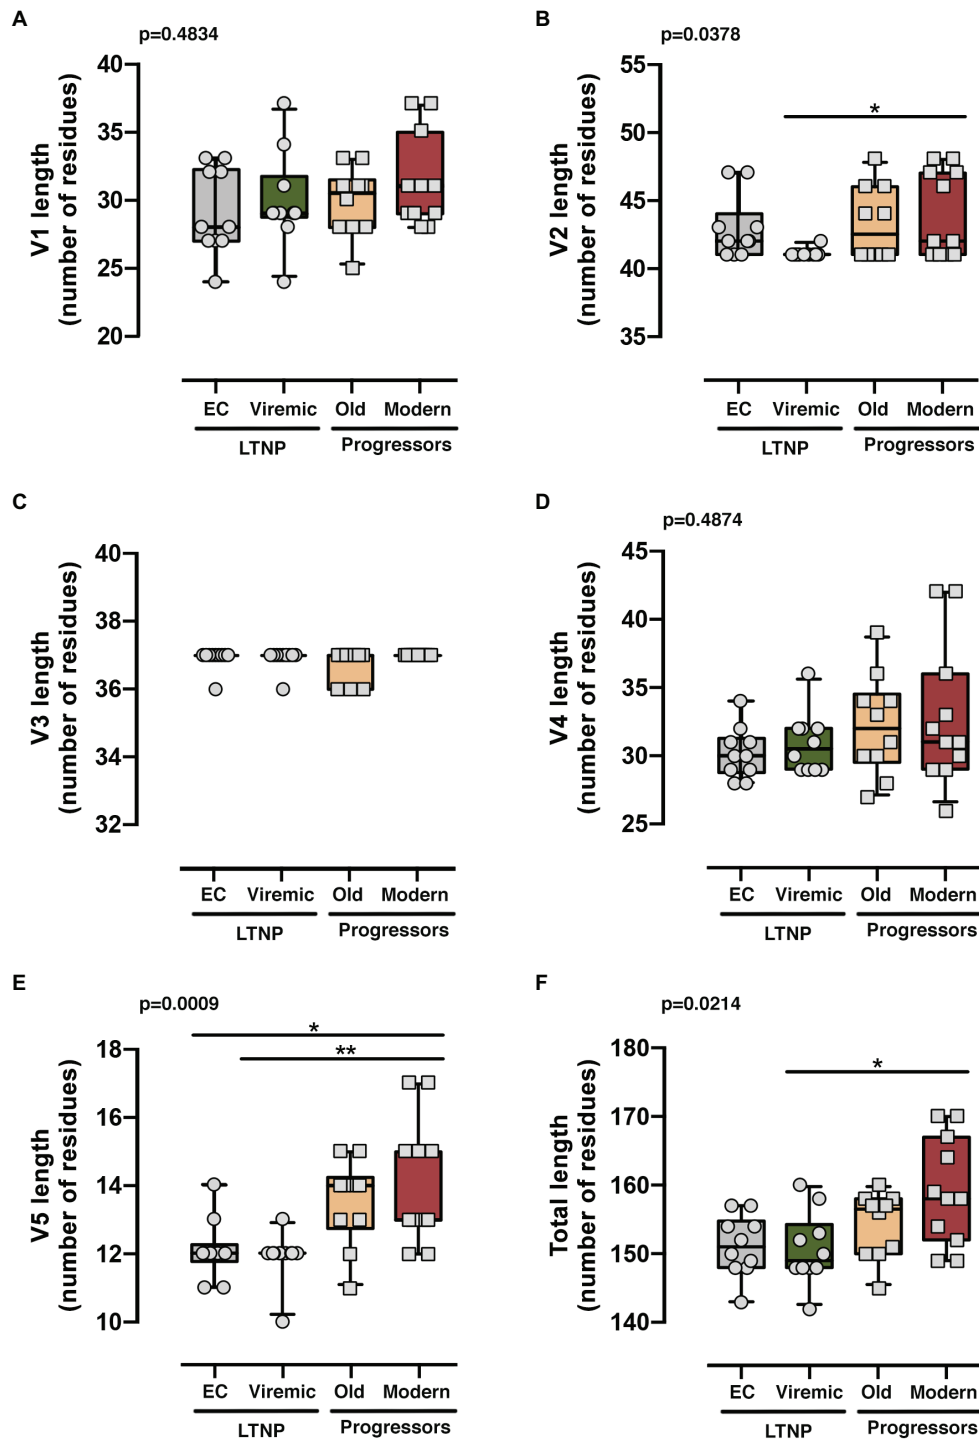 A
p=0.4834
V1 length
(number of residues)
40
35
30
25
20
EC Viremic Old Modern
LTNP Progressors
B
p=0.0378
V2 length
(number of residues)
55
50
45
40
35
*
EC Viremic Old Modern
LTNP Progressors
C
V3 length
(number of residues)
40
38
36
34
32
EC Viremic Old Modern
LTNP Progressors
D
p=0.4874
V4 length
(number of residues)
45
40
35
30
25
EC Viremic Old Modern
LTNP Progressors
E
p=0.0009
*
**
V5 length
(number of residues)
18
16
14
12
10
EC Viremic Old Modern
LTNP Progressors
F
p=0.0214
*
Total length
(number of residues)
180
170
160
150
140
EC Viremic Old Modern
LTNP Progressors